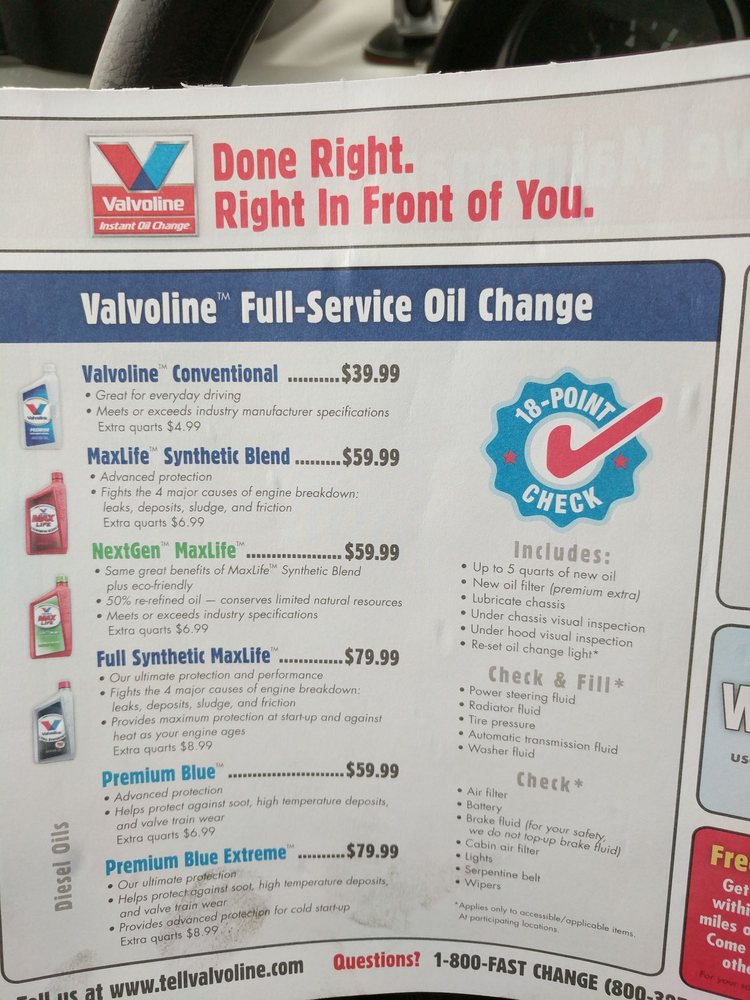 Valvoline
Instant Oil Change
Done Right.
Right In Front of You.
Valvoline™ Full-Service Oil Change
Valvoline™ Conventional ..........$39.99
• Great for everyday driving
• Meets or exceeds industry manufacturer specifications
Extra quarts $4.99
MaxLife™ Synthetic Blend .........$59.99
• Advanced protection
• Fights the 4 major causes of engine breakdown:
leaks, deposits, sludge, and friction
Extra quarts $6.99
NextGen™ MaxLife™...................$59.99
• Same great benefits of MaxLife™ Synthetic Blend
plus eco-friendly
• 50% re-refined oil — conserves limited natural resources
• Meets or exceeds industry specifications
Extra quarts $6.99
Full Synthetic MaxLife™.............$79.99
• Our ultimate protection and performance
• Fights the 4 major causes of engine breakdown:
leaks, deposits, sludge, and friction
• Provides maximum protection at start-up and against
heat as your engine ages
Extra quarts $8.99
Diesel Oils
Premium Blue™.........................$59.99
• Advanced protection
• Helps protect against soot, high temperature deposits,
and valve train wear
Extra quarts $6.99
Premium Blue Extreme™..........$79.99
• Our ultimate protection
• Helps protect against soot, high temperature deposits,
and valve train wear
• Provides advanced protection for cold start-up
Extra quarts $8.99
18-POINT
CHECK
Includes:
• Up to 5 quarts of new oil
• New oil filter (premium extra)
• Lubricate chassis
• Under chassis visual inspection
• Under hood visual inspection
• Re-set oil change light*
Check & Fill*
• Power steering fluid
• Radiator fluid
• Tire pressure
• Automatic transmission fluid
• Washer fluid
Check*
• Air filter
• Battery
• Brake fluid (for your safety,
we do not top-up brake fluid)
• Cabin air filter
• Lights
• Serpentine belt
• Wipers
*Applies only to accessible/applicable items.
At participating locations.
Get
withi
miles o
Come
othe
Tell us at www.tellvalvoline.com
Questions? 1-800-FAST CHANGE (800-